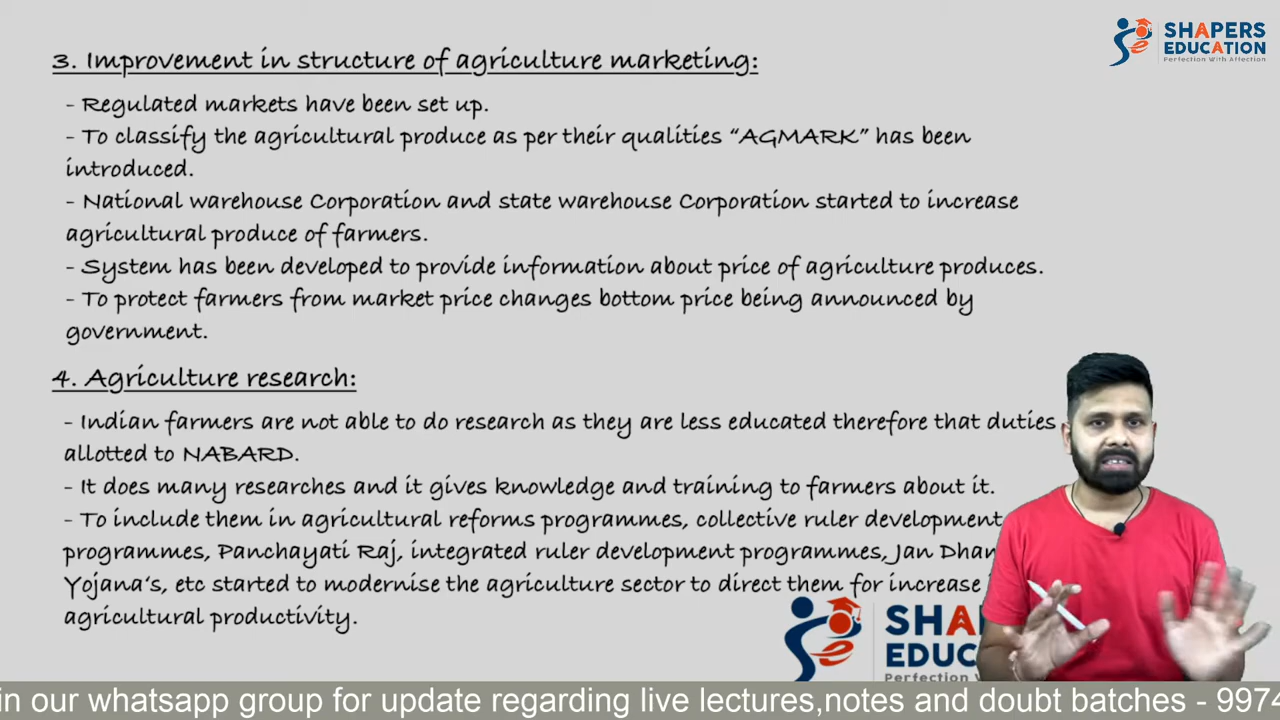 SHAPERS
EDUCATION
Perfection With Affection
3. Improvement in structure of agriculture marketing:
- Regulated markets have been set up.
- To classify the agricultural produce as per their qualities “AGMARK” has been
introduced.
- National warehouse Corporation and state warehouse Corporation started to increase
agricultural produce of farmers.
- System has been developed to provide information about price of agriculture produces.
- To protect farmers from market price changes bottom price being announced by
government.
4. Agriculture research:
- Indian farmers are not able to do research as they are less educated therefore that duties
allotted to NABARD.
- It does many researches and it gives knowledge and training to farmers about it.
- To include them in agricultural reforms programmes, collective ruler development
programmes, Panchayati Raj, integrated ruler development programmes, Jan Dhan
Yojana's, etc started to modernise the agriculture sector to direct them for increase
agricultural productivity.
SHA
EDUC
Perfection W
in our whatsapp group for update regarding live lectures,notes and doubt batches - 9974